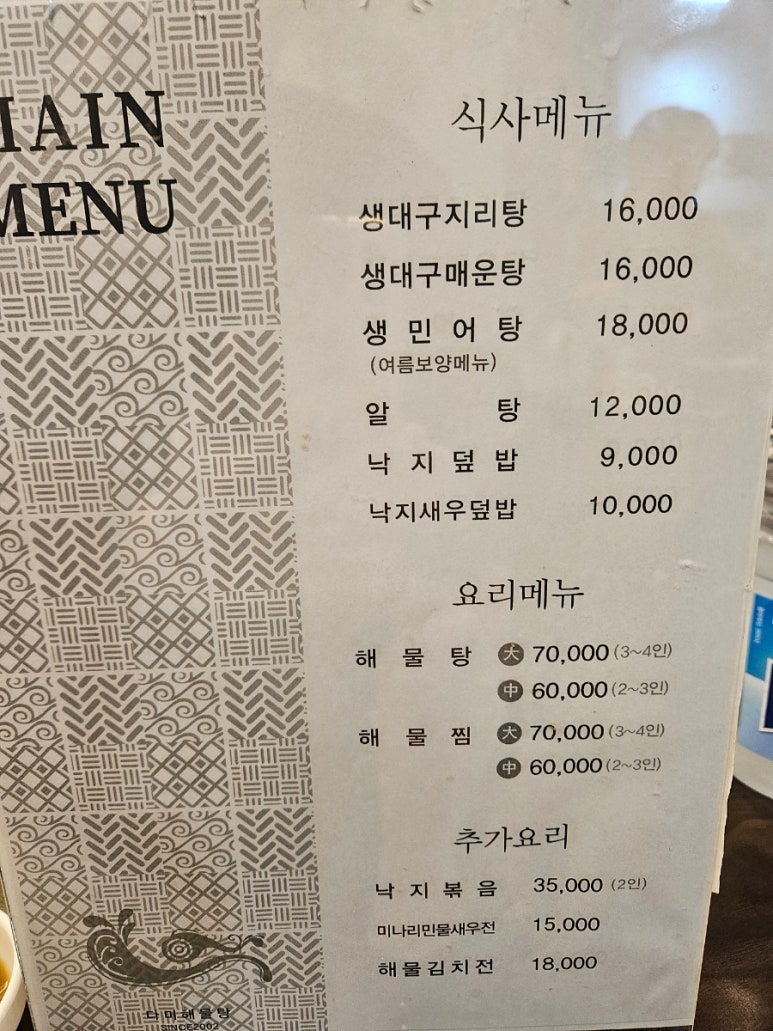 MAIN
MENU
식사메뉴
생대구지리탕 16,000
생대구매운탕 16,000
생민어탕 18,000
(여름보양메뉴)
알탕 12,000
낙지덮밥 9,000
낙지새우덮밥 10,000
요리메뉴
해물탕 大 70,000 (3~4인)
中 60,000 (2~3인)
해물찜 大 70,000 (3~4인)
中 60,000 (2~3인)
추가요리
낙지볶음 35,000 (2인)
미나리민물새우전 15,000
해물김치전 18,000
다미해물탕
SINCE2002